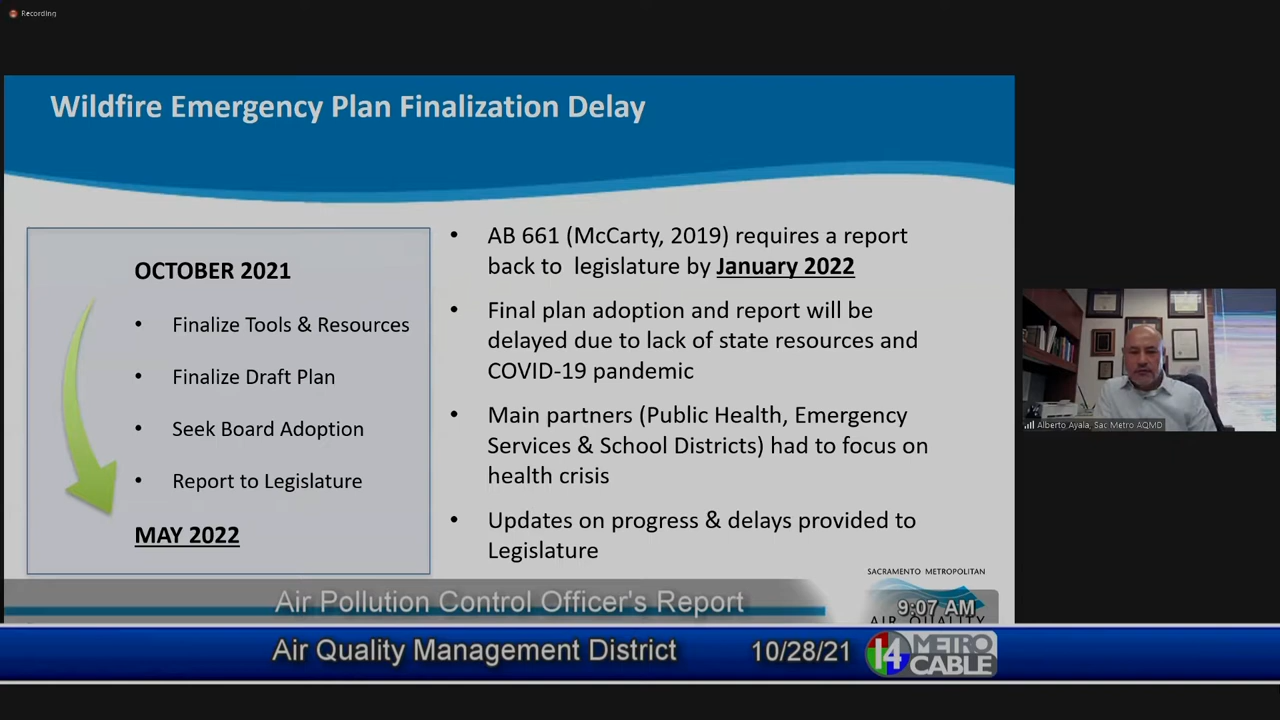 Recording
Wildfire Emergency Plan Finalization Delay
OCTOBER 2021
• Finalize Tools & Resources
• Finalize Draft Plan
• Seek Board Adoption
• Report to Legislature
MAY 2022
• AB 661 (McCarty, 2019) requires a report
back to legislature by January 2022
• Final plan adoption and report will be
delayed due to lack of state resources and
COVID-19 pandemic
• Main partners (Public Health, Emergency
Services & School Districts) had to focus on
health crisis
• Updates on progress & delays provided to
Legislature
Alberto Ayala, Sac Metro AQMD
SACRAMENTO METROPOLITAN
AIR QUALITY
9:07 AM
Air Pollution Control Officer's Report
Air Quality Management District
10/28/21
14 METRO
CABLE